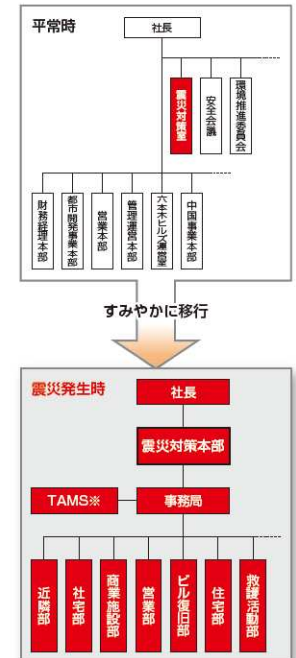 平常時
社長
震災対策室
安全会議
環境推進委員会
財務経理本部
都市開発事業本部
営業本部
管理運営本部
六本木ヒルズ運営室
中国事業本部
すみやかに移行
震災発生時
社長
震災対策本部
TAMS※
事務局
近隣部
社宅部
商業施設部
営業部
ビル復旧部
住宅部
救護活動部